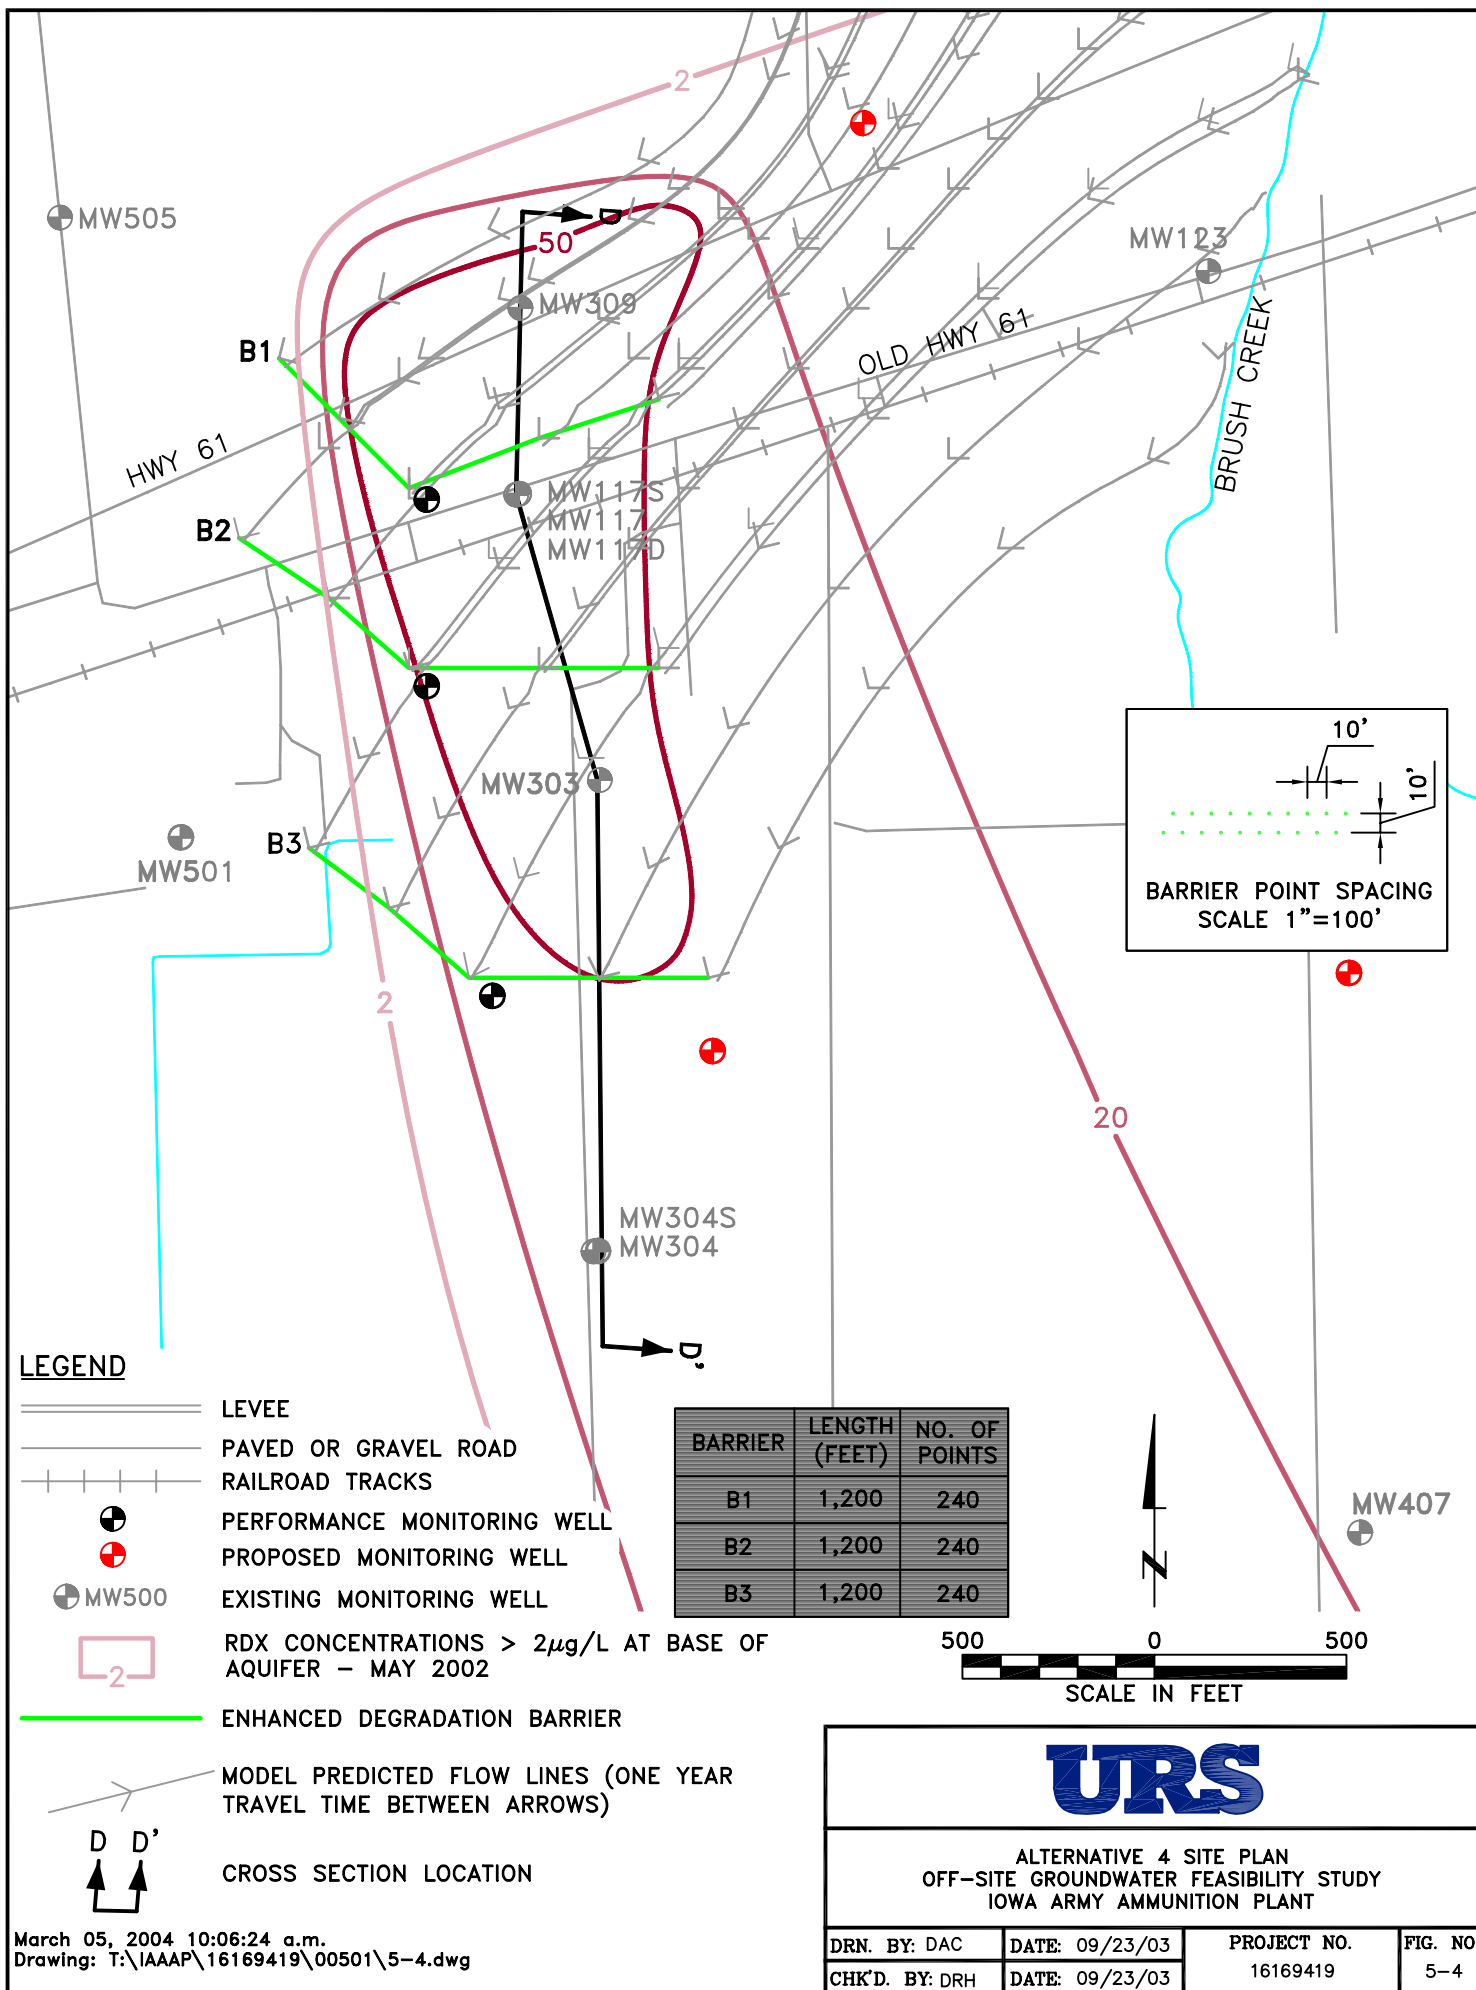 2
MW505
D
50
MW123
MW309
B1
OLD HWY 61
BRUSH CREEK
HWY 61
MW117S
MW117
MW117D
B2
10'
10'
MW303
B3
MW501
BARRIER POINT SPACING
SCALE 1"=100'
2
20
MW304S
MW304
D'
LEGEND
LEVEE
PAVED OR GRAVEL ROAD
RAILROAD TRACKS
PERFORMANCE MONITORING WELL
PROPOSED MONITORING WELL
MW500 EXISTING MONITORING WELL
2
RDX CONCENTRATIONS > 2μg/L AT BASE OF
AQUIFER – MAY 2002
ENHANCED DEGRADATION BARRIER
MODEL PREDICTED FLOW LINES (ONE YEAR
TRAVEL TIME BETWEEN ARROWS)
D D'
CROSS SECTION LOCATION
BARRIER LENGTH (FEET) NO. OF POINTS
B1 1,200 240
B2 1,200 240
B3 1,200 240
MW407
N
500 0 500
SCALE IN FEET
URS
ALTERNATIVE 4 SITE PLAN
OFF-SITE GROUNDWATER FEASIBILITY STUDY
IOWA ARMY AMMUNITION PLANT
DRN. BY: DAC DATE: 09/23/03 PROJECT NO. FIG. NO
CHK'D. BY: DRH DATE: 09/23/03 16169419 5-4
March 05, 2004 10:06:24 a.m.
Drawing: T:\IAAAP\16169419\00501\5-4.dwg